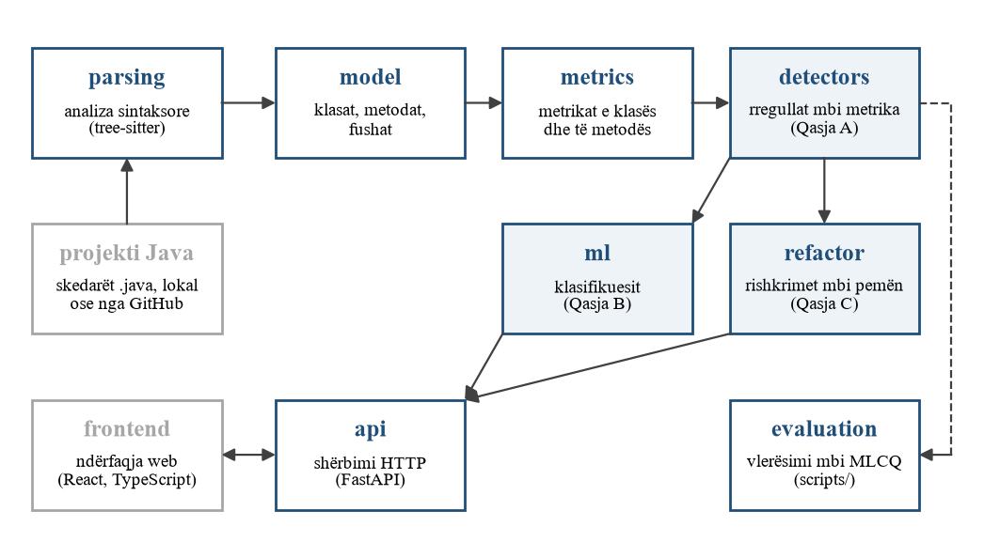 parsing
analiza sintaksore
(tree-sitter)
model
klasat, metodat,
fushat
metrics
metrikat e klasës
dhe të metodës
detectors
rregullat mbi metrika
(Qasja A)
projekti Java
skedarët .java, lokal
ose nga GitHub
ml
klasifikuesit
(Qasja B)
refactor
rishkrimet mbi pemën
(Qasja C)
frontend
ndërfaqja web
(React, TypeScript)
api
shërbimi HTTP
(FastAPI)
evaluation
vlerësimi mbi MLCQ
(scripts/)